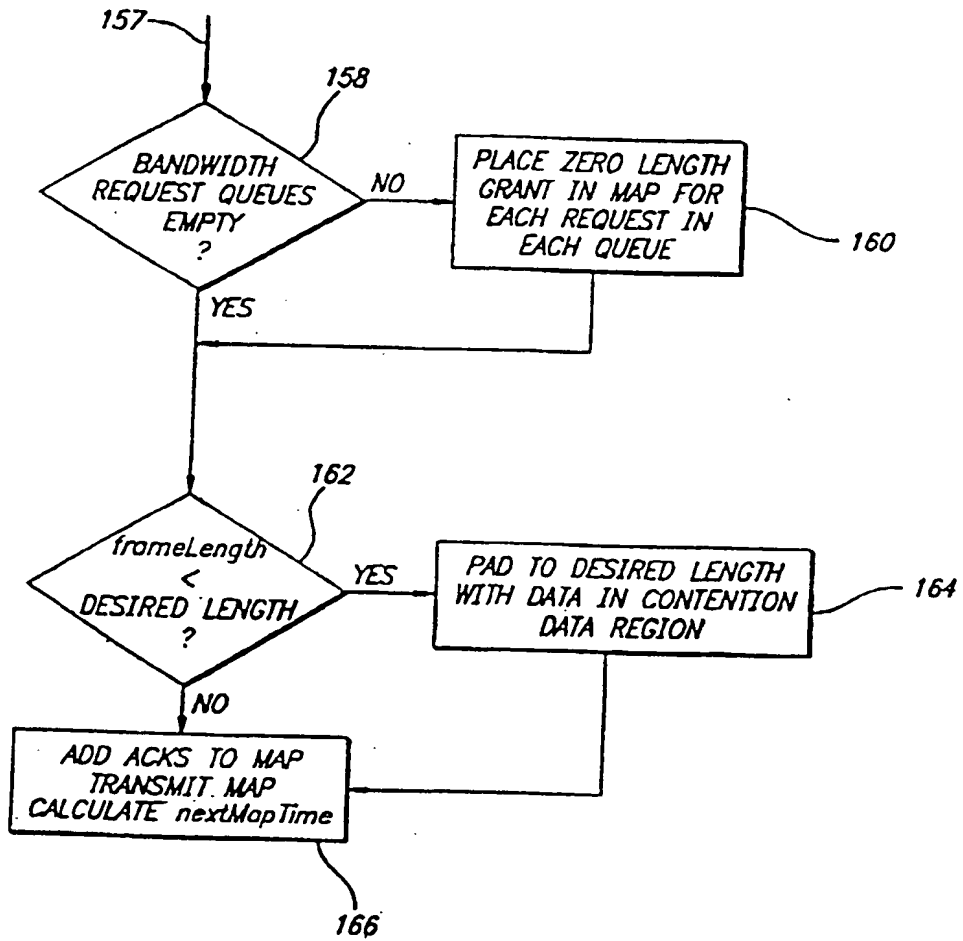 157
158
BANDWIDTH
REQUEST QUEUES
EMPTY
?
NO
PLACE ZERO LENGTH
GRANT IN MAP FOR
EACH REQUEST IN
EACH QUEUE
160
YES
162
frameLength
<
DESIRED LENGTH
?
YES
PAD TO DESIRED LENGTH
WITH DATA IN CONTENTION
DATA REGION
164
NO
ADD ACKS TO MAP
TRANSMIT MAP
CALCULATE nextMapTime
166